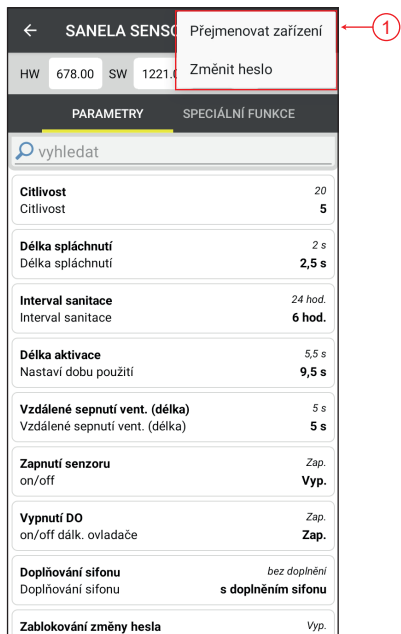 SANELA SENS
Přejmenovat zařízení
1
Změnit heslo
HW 678.00 SW 1221.
PARAMETRY SPECIÁLNÍ FUNKCE
vyhledat
Citlivost 20
Citlivost 5
Délka spláchnutí 2 s
Délka spláchnutí 2,5 s
Interval sanitace 24 hod.
Interval sanitace 6 hod.
Délka aktivace 5,5 s
Nastaví dobu použití 9,5 s
Vzdálené sepnutí vent. (délka) 5 s
Vzdálené sepnutí vent. (délka) 5 s
Zapnutí senzoru Zap.
on/off Vyp.
Vypnutí DO Zap.
on/off dálk. ovladače Zap.
Doplňování sifonu bez doplnění
Doplňování sifonu s doplněním sifonu
Zablokování změny hesla Vyp.